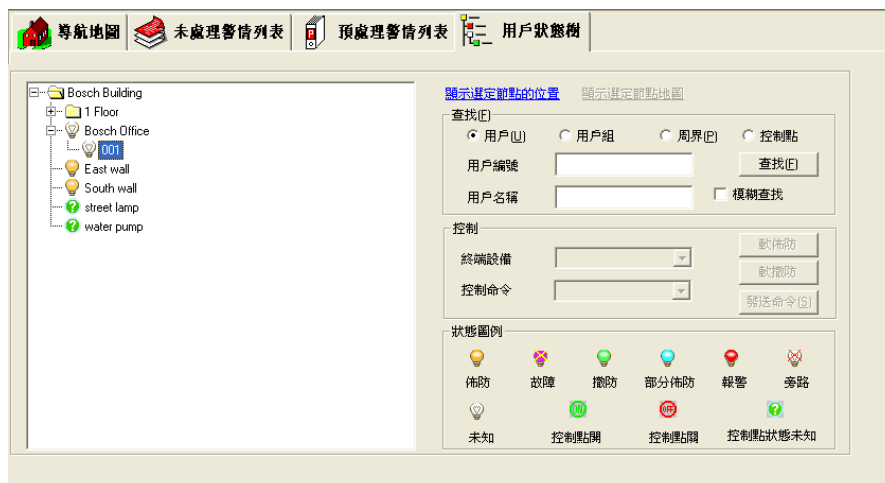 導航地圖 未處理警情列表 預處理警情列表 用戶狀態樹
Bosch Building
1 Floor
Bosch Office
001
East wall
South wall
street lamp
water pump
顯示選定節點的位置 顯示選定節點地圖
查找(F)
用戶(U) 用戶組 周界(P) 控制點
用戶編號 查找(F)
用戶名稱 模糊查找
控制
終端設備 軟佈防
軟撤防
控制命令 發送命令(S)
狀態圖例
佈防 故障 撤防 部分佈防 報警 旁路
ON OFF
未知 控制點開 控制點關 控制點狀態未知